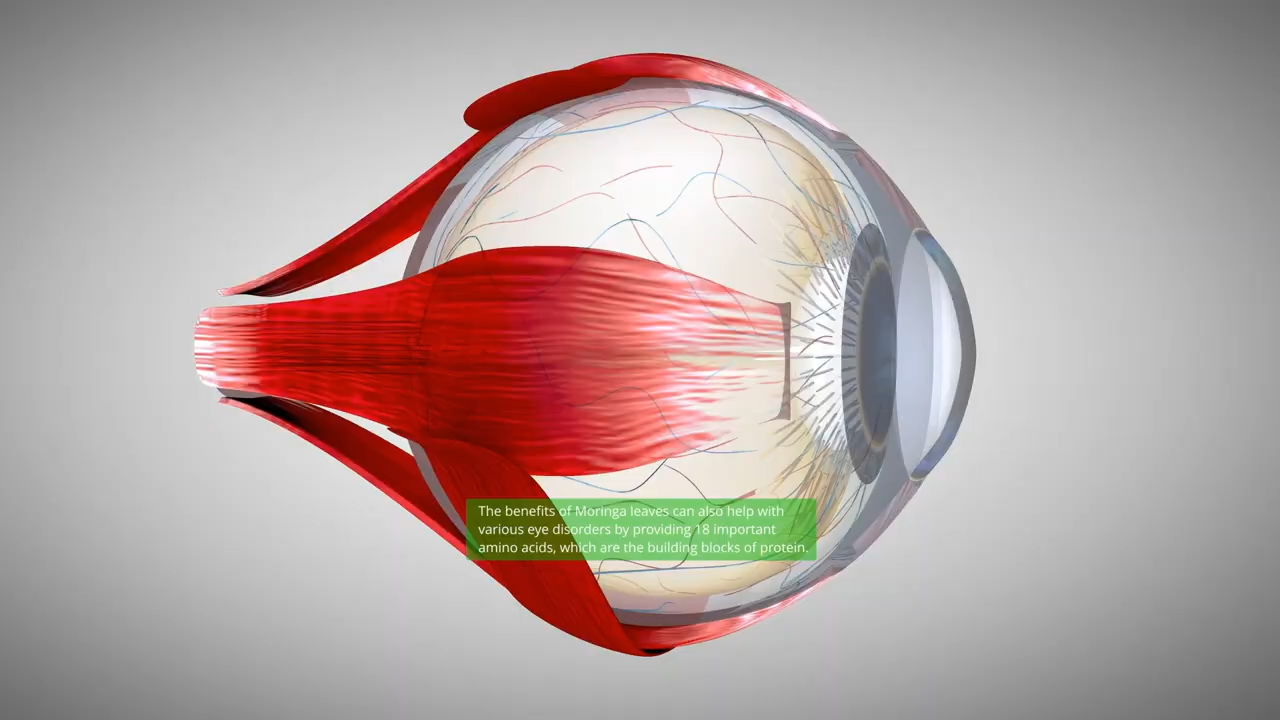 The benefits of Moringa leaves can also help with
various eye disorders by providing 18 important
amino acids, which are the building blocks of protein.